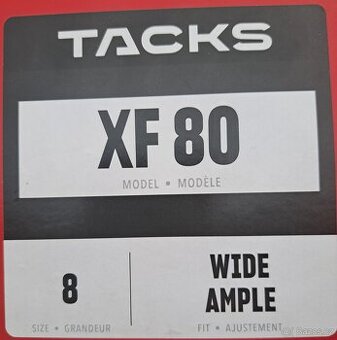 TACKS
XF 80
MODEL • MODÈLE
8
SIZE • GRANDEUR
WIDE
AMPLE
FIT • AJUSTEMENT